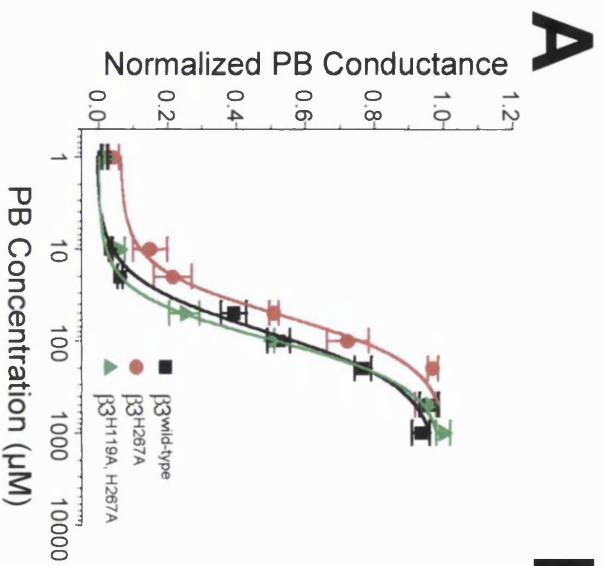 A
Normalized PB Conductance
1.2
1.0
0.8
0.6
0.4
0.2
0.0
1
10
100
1000
10000
PB Concentration (µM)
β3wild-type
β3H267A
β3H119A, H267A